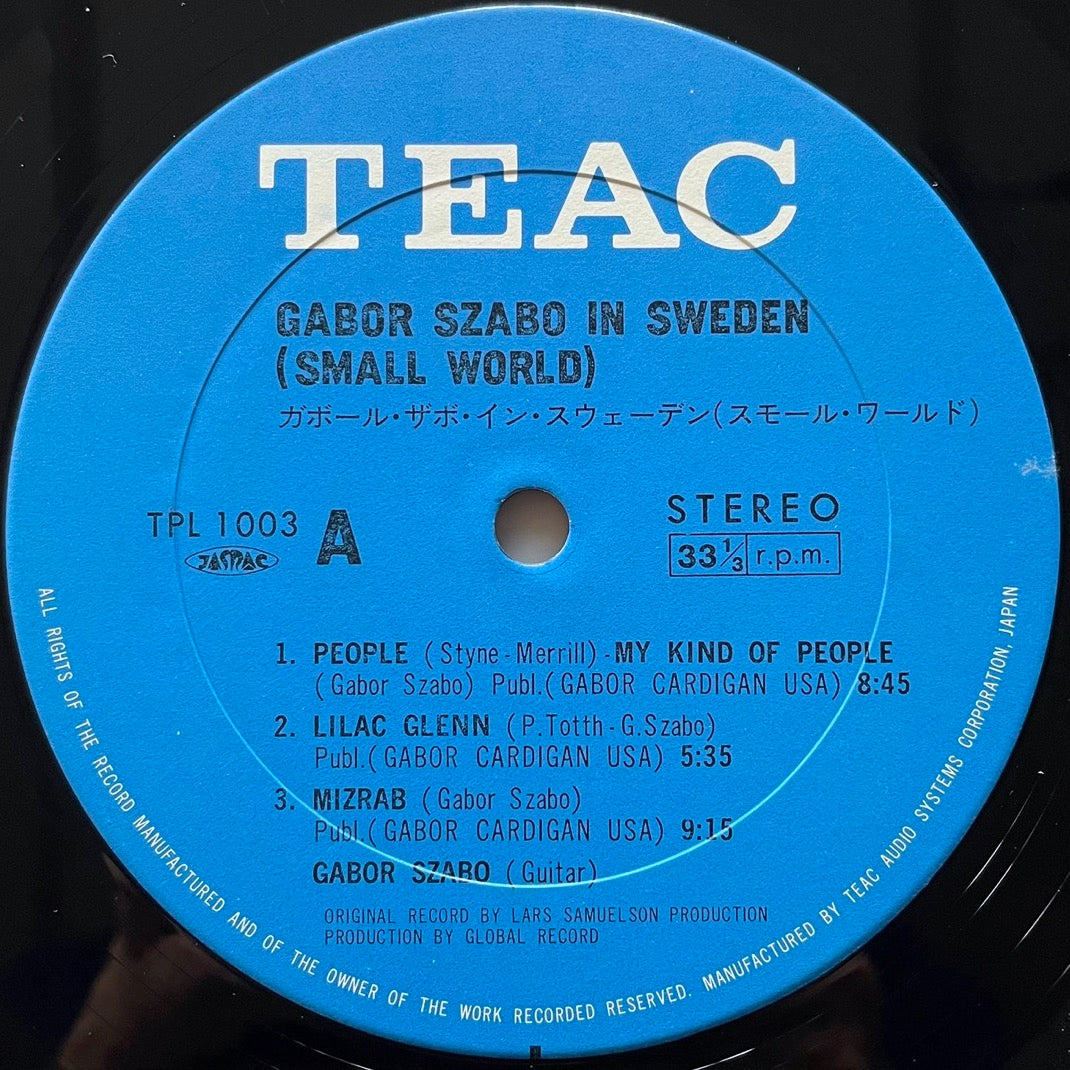 TEAC
GABOR SZABO IN SWEDEN
(SMALL WORLD)
ガボール・ザボ・イン・スウェーデン(スモール・ワールド)
TPL 1003 A
JASRAC
STEREO
33⅓ r.p.m.
1. PEOPLE (Styne-Merrill)-MY KIND OF PEOPLE
(Gabor Szabo) Publ.(GABOR CARDIGAN USA) 8:45
2. LILAC GLENN (P.Totth-G.Szabo)
Publ.(GABOR CARDIGAN USA) 5:35
3. MIZRAB (Gabor Szabo)
Publ.(GABOR CARDIGAN USA) 9:15
GABOR SZABO (Guitar)
ORIGINAL RECORD BY LARS SAMUELSON PRODUCTION
PRODUCTION BY GLOBAL RECORD
ALL RIGHTS OF THE RECORD MANUFACTURED AND OF THE OWNER OF THE WORK RECORDED RESERVED. MANUFACTURED BY TEAC AUDIO SYSTEMS CORPORATION, JAPAN